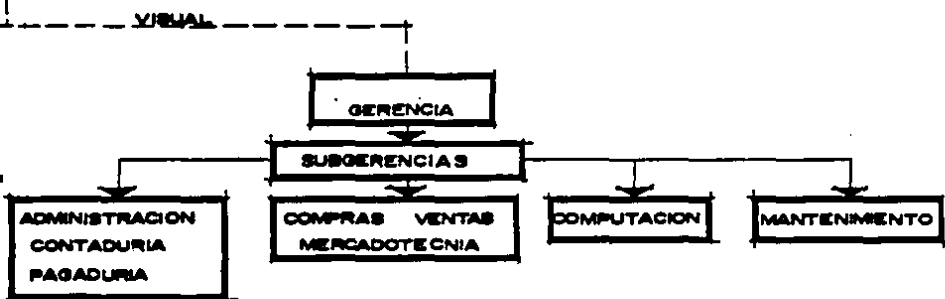 VISUAL
GERENCIA
SUBGERENCIAS
ADMINISTRACION
CONTADURIA
PAGADURIA
COMPRAS VENTAS
MERCADOTECNIA
COMPUTACION
MANTENIMIENTO